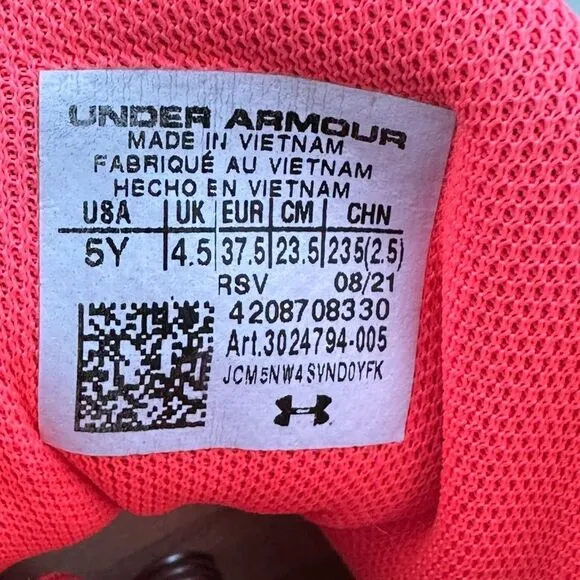 UNDER ARMOUR
MADE IN VIETNAM
FABRIQUÉ AU VIETNAM
HECHO EN VIETNAM
USA UK EUR CM CHN
5Y 4.5 37.5 23.5 235(2.5)
RSV 08/21
4208708330
Art.3024794-005
JCM5NW4SVND0YFK